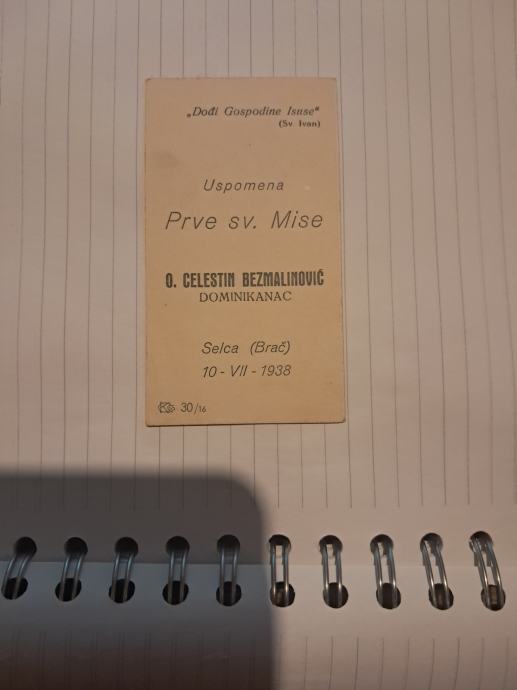 „Dođi Gospodine Isuse"
(Sv Ivan)
Uspomena
Prve sv. Mise
O. CELESTIN BEZMALINOVIĆ
DOMINIKANAC
Selca (Brač)
10 - VII - 1938
30/16